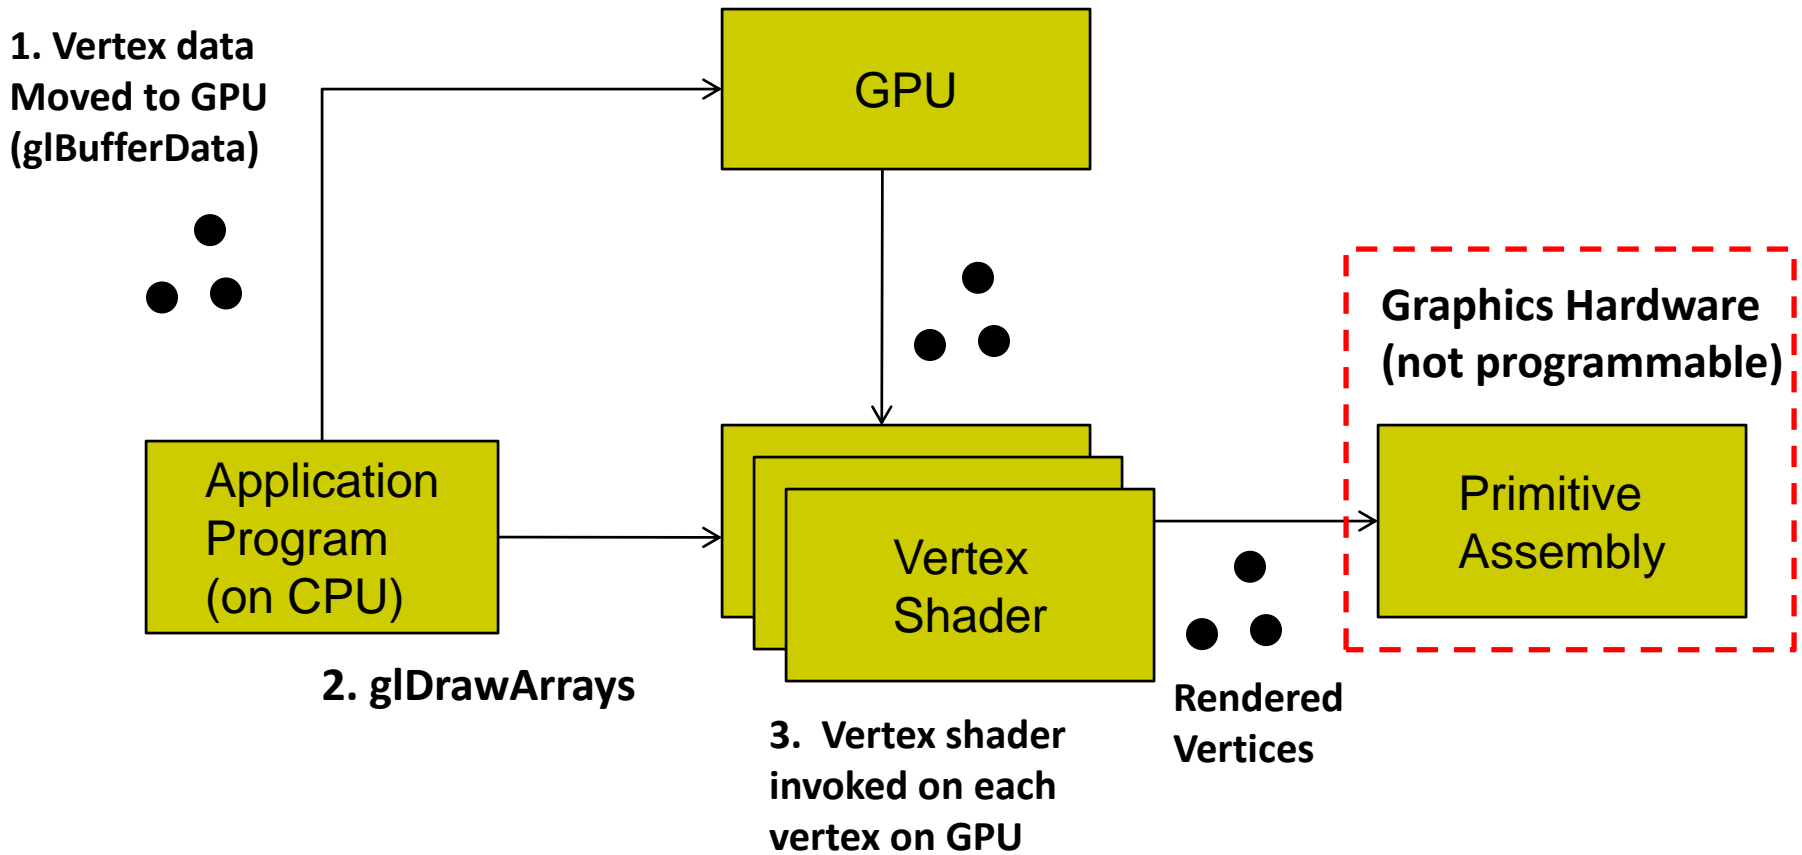 1. Vertex data
Moved to GPU
(glBufferData)
GPU
Graphics Hardware
(not programmable)
Application
Program
(on CPU)
Vertex
Shader
Primitive
Assembly
2. glDrawArrays
Rendered
Vertices
3. Vertex shader
invoked on each
vertex on GPU